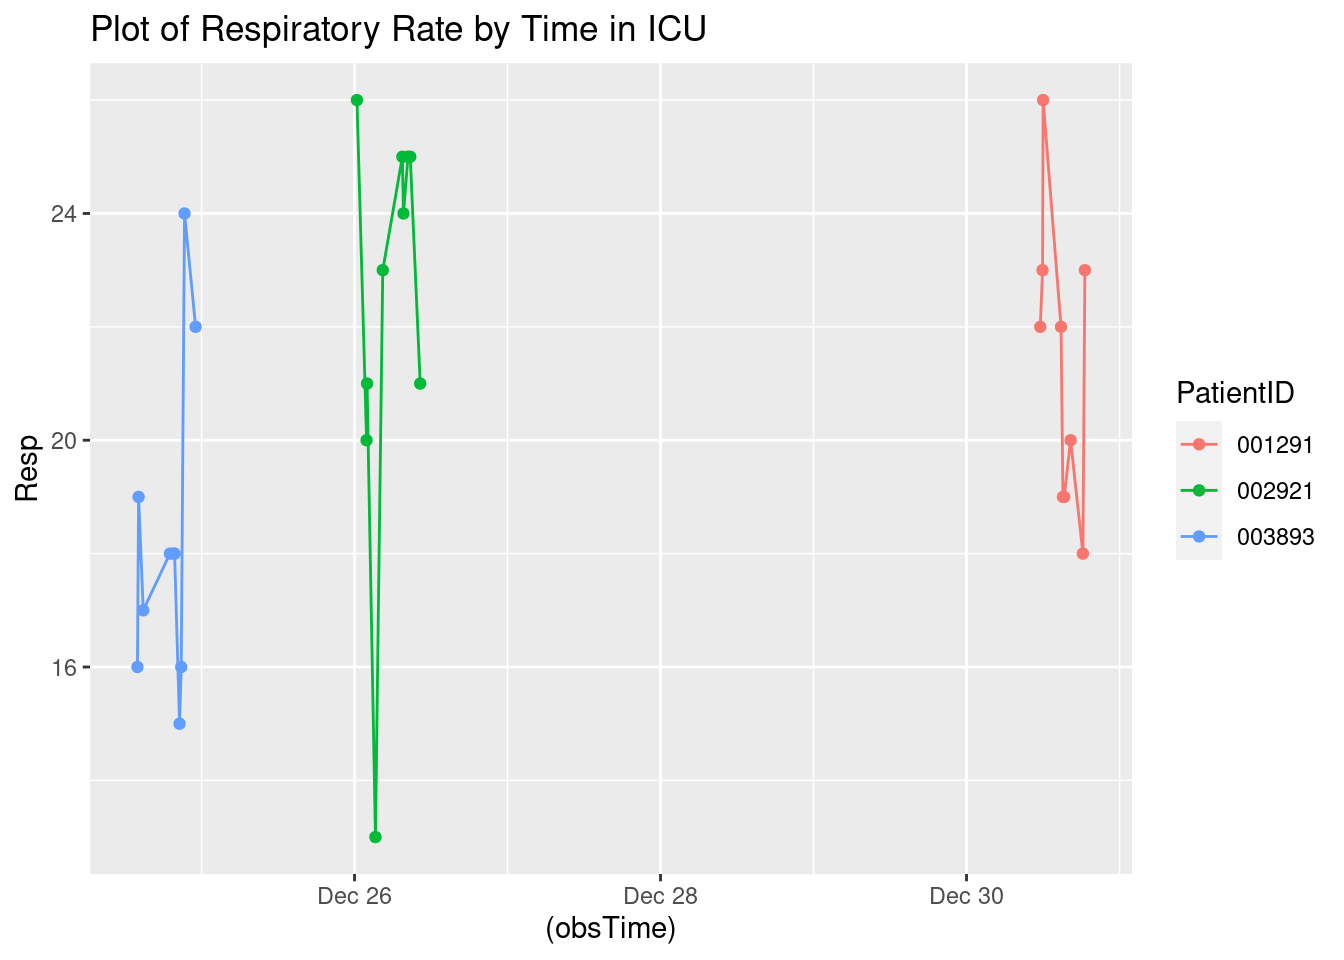 Plot of Respiratory Rate by Time in ICU
24
20
16
Resp
Dec 26
Dec 28
Dec 30
(obsTime)
PatientID
001291
002921
003893